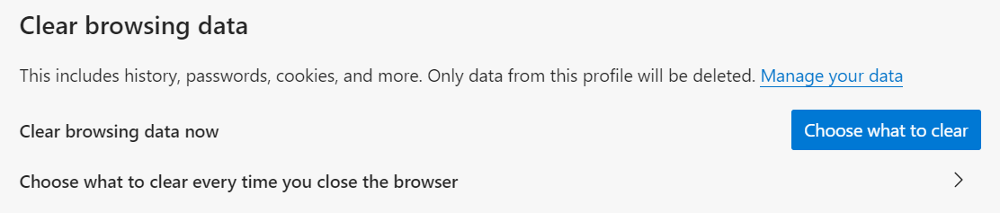 Clear browsing data
This includes history, passwords, cookies, and more. Only data from this profile will be deleted. Manage your data
Clear browsing data now
Choose what to clear
Choose what to clear every time you close the browser